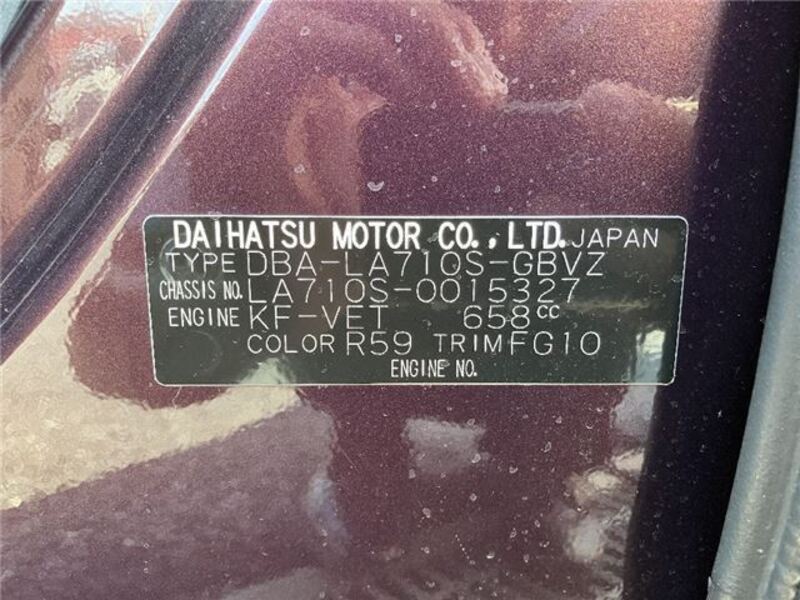 DAIHATSU MOTOR CO., LTD. JAPAN
TYPE DBA-LA710S-GBVZ
CHASSIS NO. LA710S-0015327
ENGINE KF-VET 658cc
COLOR R59 TRIM FG10
ENGINE NO.